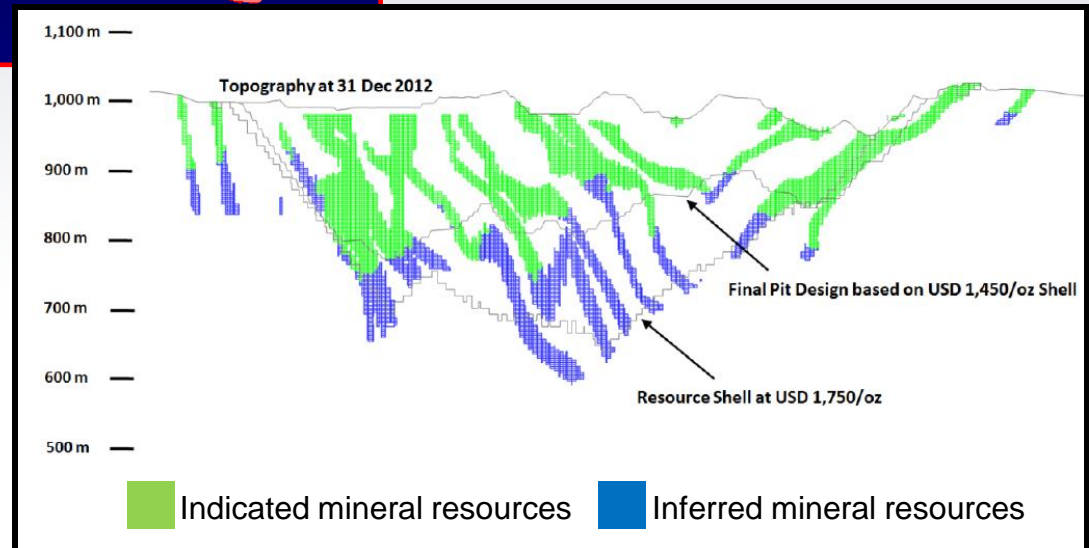 1,100 m
Topography at 31 Dec 2012
1,000 m
900 m
800 m
Final Pit Design based on USD 1,450/oz Shell
700 m
600 m
Resource Shell at USD 1,750/oz
500 m
Indicated mineral resources
Inferred mineral resources